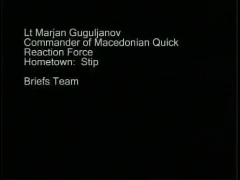 Lt Marjan Guguljanov
Commander of Macedonian Quick
Reaction Force
Hometown: Stip
Briefs Team